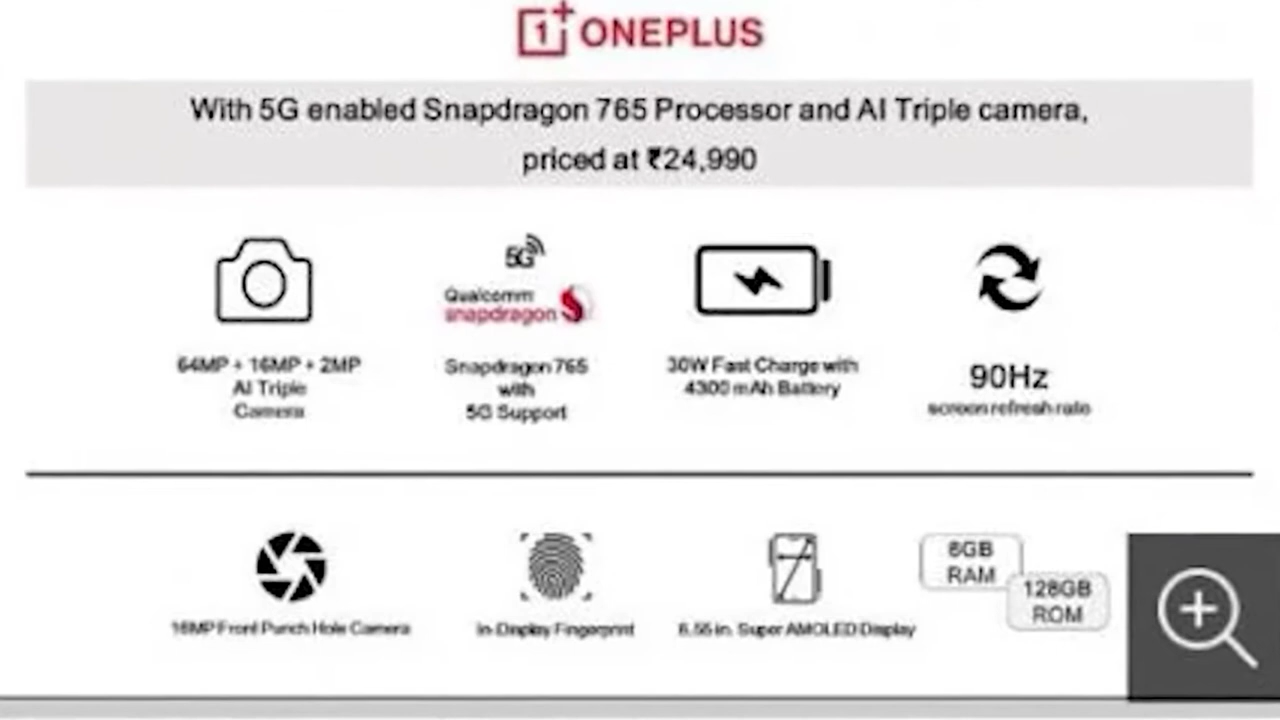 1+ ONEPLUS
With 5G enabled Snapdragon 765 Processor and AI Triple camera,
priced at ₹24,990
64MP + 16MP + 2MP
AI Triple
Camera
5G
Qualcomm
snapdragon
Snapdragon 765
with
5G Support
30W Fast Charge with
4300 mAh Battery
90Hz
screen refresh rate
16MP Front Punch Hole Camera
In-Display Fingerprint
6.55 in. Super AMOLED Display
RAM
128GB
ROM